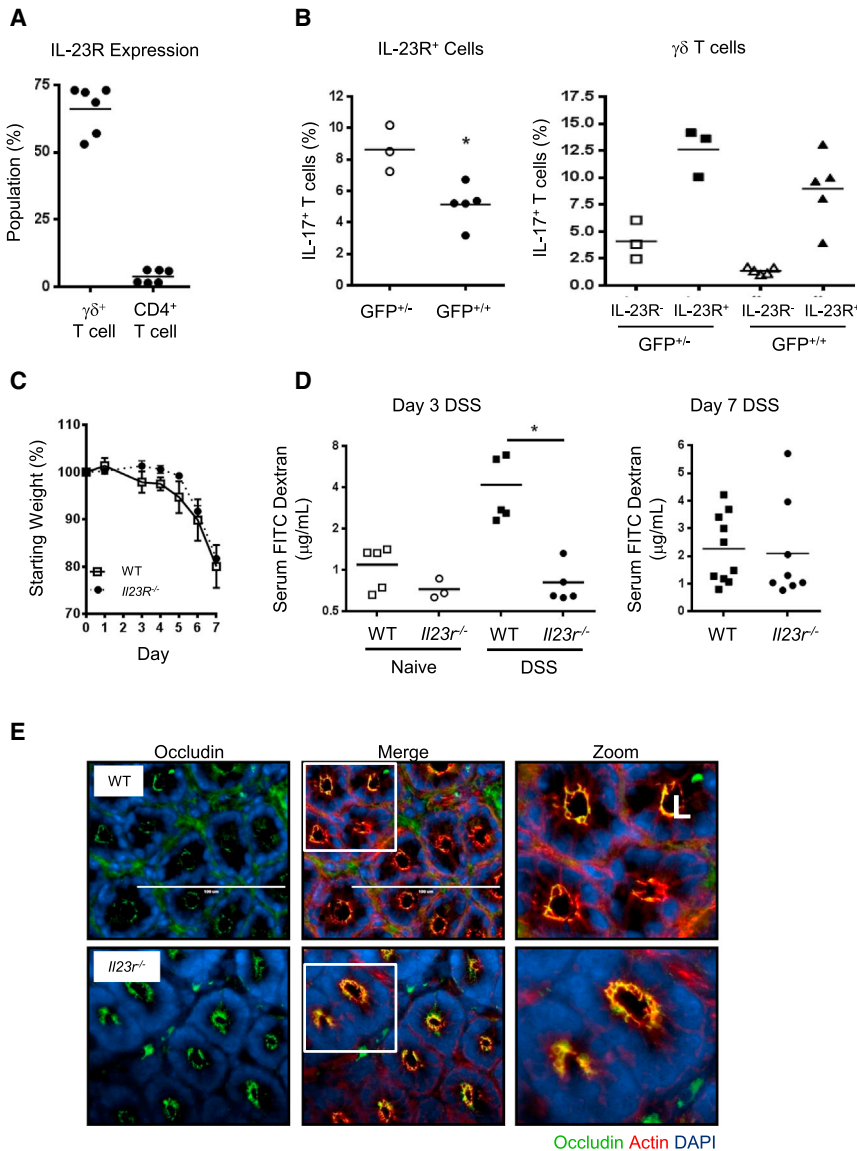 A
IL-23R Expression
Population (%)
75
50
25
0
γδ⁺
T cell
CD4⁺
T cell
B
IL-23R⁺ Cells
IL-17⁺ T cells (%)
12
10
8
6
4
2
0
*
GFP⁺/⁻
GFP⁺/⁺
γδ T cells
IL-17⁺ T cells (%)
17.5
15.0
12.5
10.0
7.5
5.0
2.5
0.0
IL-23R⁻ IL-23R⁺ IL-23R⁻ IL-23R⁺
GFP⁺/⁻ GFP⁺/⁺
C
Starting Weight (%)
110
100
90
80
70
WT
Il23R⁻/⁻
0 1 2 3 4 5 6 7
Day
D
Day 3 DSS
Serum FITC Dextran
(μg/mL)
8
4
2
1
0.5
*
WT Il23r⁻/⁻ WT Il23r⁻/⁻
Naive DSS
Day 7 DSS
Serum FITC Dextran
(μg/mL)
6
5
4
3
2
1
0
WT Il23r⁻/⁻
E
Occludin Merge Zoom
WT
L
100 um 100 um
Il23r⁻/⁻
Occludin Actin DAPI